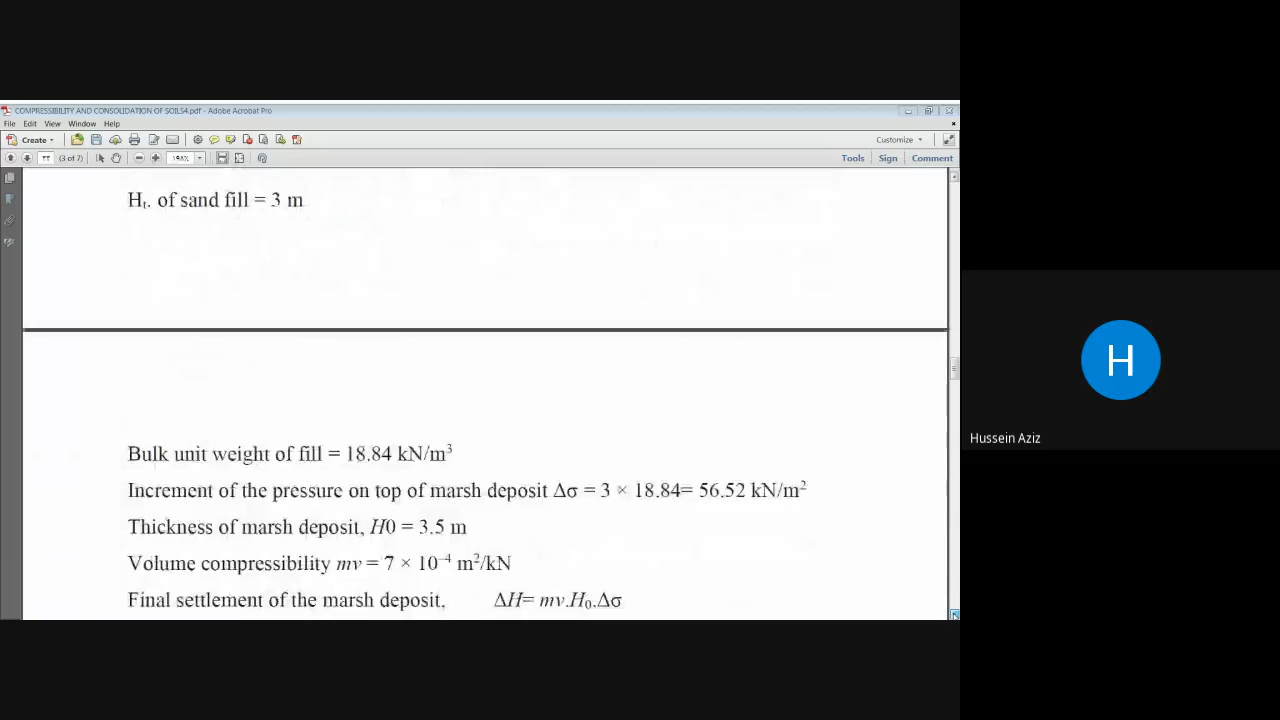 COMPRESSIBILITY AND CONSOLIDATION OF SOILS4.pdf - Adobe Acrobat Pro
File Edit View Window Help
Create Customize
(3 of 7) Tools Sign Comment
Ht. of sand fill = 3 m
Bulk unit weight of fill = 18.84 kN/m³
Increment of the pressure on top of marsh deposit Δσ = 3 × 18.84= 56.52 kN/m²
Thickness of marsh deposit, H0 = 3.5 m
Volume compressibility mv = 7 × 10⁻⁴ m²/kN
Final settlement of the marsh deposit, ΔH= mv.H₀.Δσ
H
Hussein Aziz